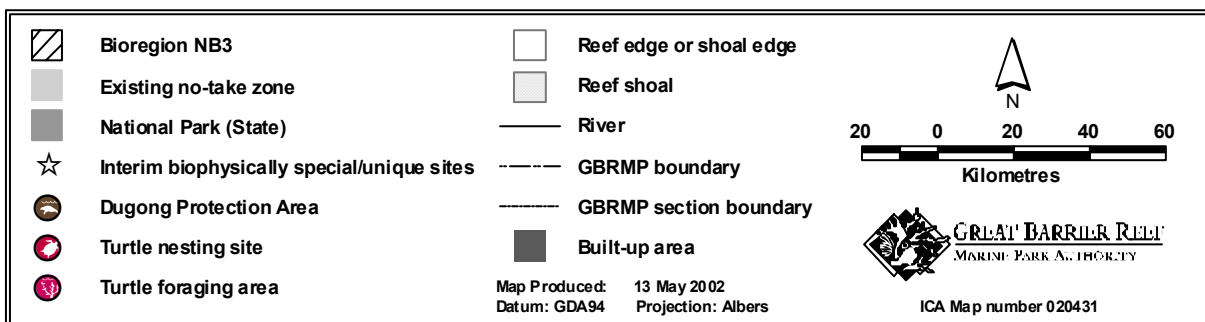 Bioregion NB3
Existing no-take zone
National Park (State)
Interim biophysically special/unique sites
Dugong Protection Area
Turtle nesting site
Turtle foraging area
Reef edge or shoal edge
Reef shoal
River
GBRMP boundary
GBRMP section boundary
Built-up area
Map Produced: 13 May 2002
Datum: GDA94 Projection: Albers
N
20 0 20 40 60
Kilometres
GREAT BARRIER REEF
MARINE PARK AUTHORITY
ICA Map number 020431